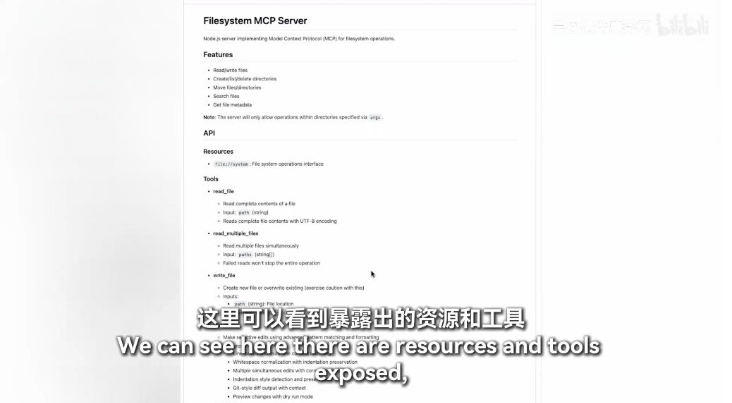 bilibili
Filesystem MCP Server
Node.js server implementing Model Context Protocol (MCP) for filesystem operations.
Features
• Read/write files
• Create/list/delete directories
• Move files/directories
• Search files
• Get file metadata
Note: The server will only allow operations within directories specified via args.
API
Resources
• file://system: File system operations interface
Tools
• read_file
◦ Read complete contents of a file
◦ Input: path (string)
◦ Reads complete file contents with UTF-8 encoding
• read_multiple_files
◦ Read multiple files simultaneously
◦ Input: paths (string[])
◦ Failed reads won't stop the entire operation
• write_file
◦ Create new file or overwrite existing (exercise caution with this)
◦ Inputs:
▪ path (string): File location
这里可以看到暴露出的资源和工具
Make edits using pattern matching and formatting
We can see here there are resources and tools
exposed,
Whitespace normalization with indentation preservation
Multiple simultaneous edits with
Indentation style detection and
Git-style diff output with context
Preview changes with dry run mode